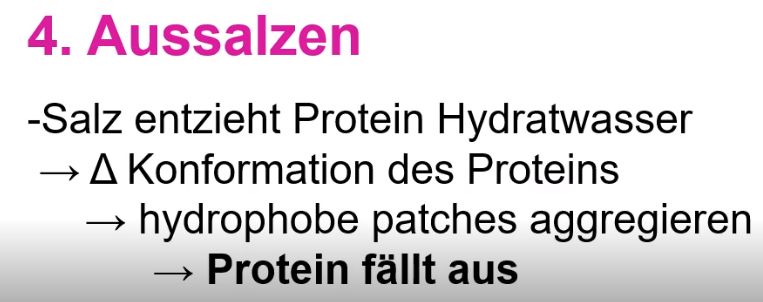 4. Aussalzen
-Salz entzieht Protein Hydratwasser
→ Δ Konformation des Proteins
→ hydrophobe patches aggregieren
→ Protein fällt aus